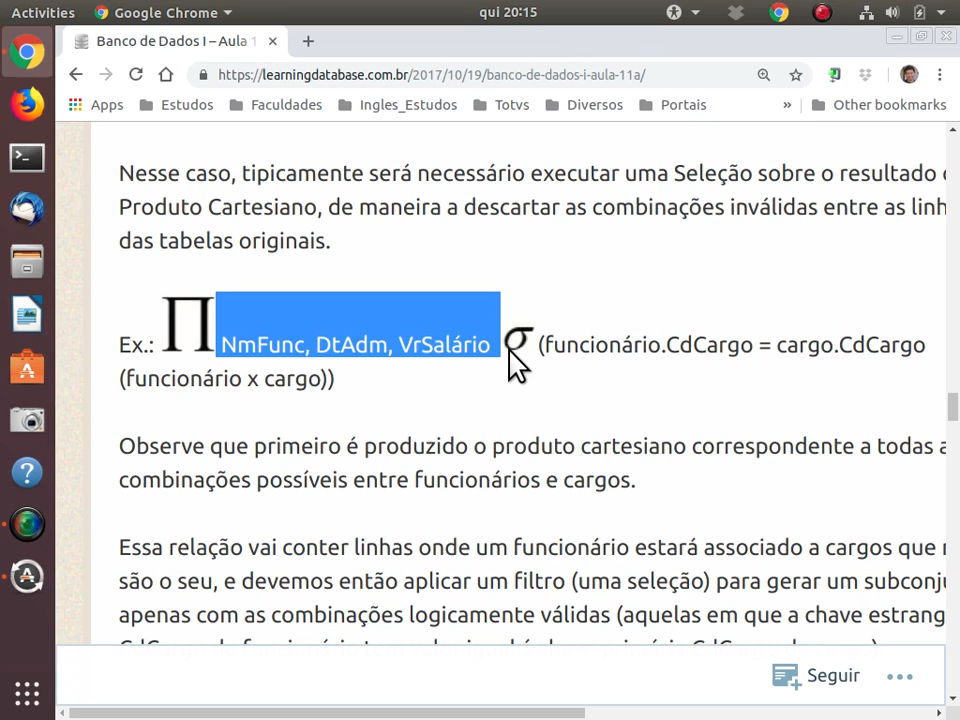 Activities Google Chrome qui 20:15
Banco de Dados I – Aula 1
https://learningdatabase.com.br/2017/10/19/banco-de-dados-i-aula-11a/
Apps Estudos Faculdades Ingles_Estudos Totvs Diversos Portais » Other bookmarks
Nesse caso, tipicamente será necessário executar uma Seleção sobre o resultado
Produto Cartesiano, de maneira a descartar as combinações inválidas entre as linh
das tabelas originais.
Ex.: ∏ NmFunc, DtAdm, VrSalário σ (funcionário.CdCargo = cargo.CdCargo
(funcionário x cargo))
Observe que primeiro é produzido o produto cartesiano correspondente a todas a
combinações possíveis entre funcionários e cargos.
Essa relação vai conter linhas onde um funcionário estará associado a cargos que
são o seu, e devemos então aplicar um filtro (uma seleção) para gerar um subconju
apenas com as combinações logicamente válidas (aquelas em que a chave estrang
Seguir